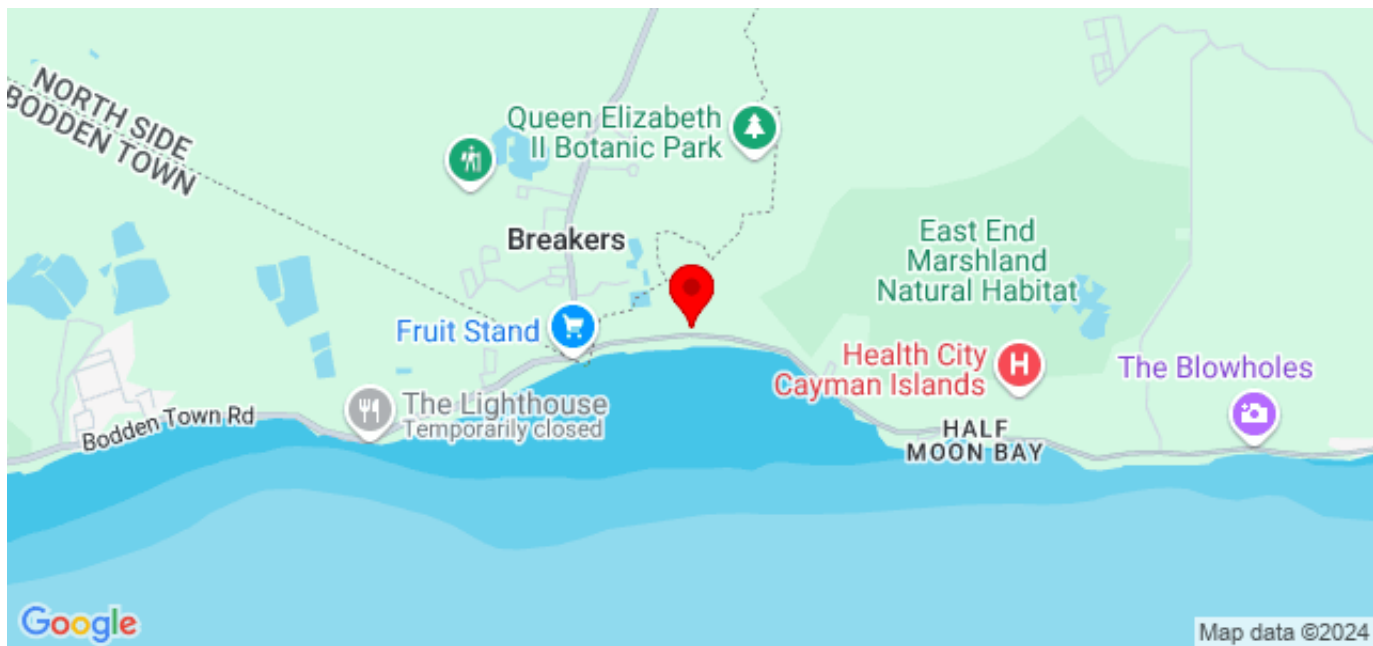 NORTH SIDE
BODDEN TOWN
Queen Elizabeth
II Botanic Park
Breakers
East End
Marshland
Natural Habitat
Fruit Stand
Health City
Cayman Islands
The Blowholes
The Lighthouse
Temporarily closed
Bodden Town Rd
HALF
MOON BAY
Google
Map data ©2024